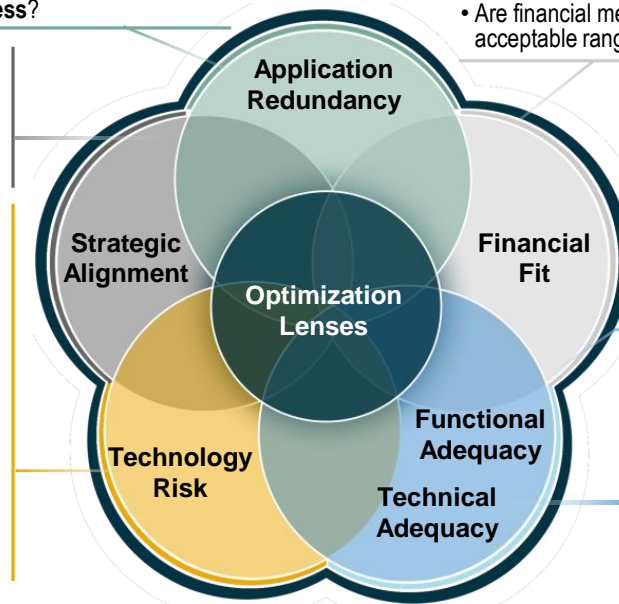 ess?
• Are financial me
acceptable rang
Application
Redundancy
Strategic
Alignment
Financial
Fit
Optimization
Lenses
Functional
Adequacy
Technology
Risk
Technical
Adequacy